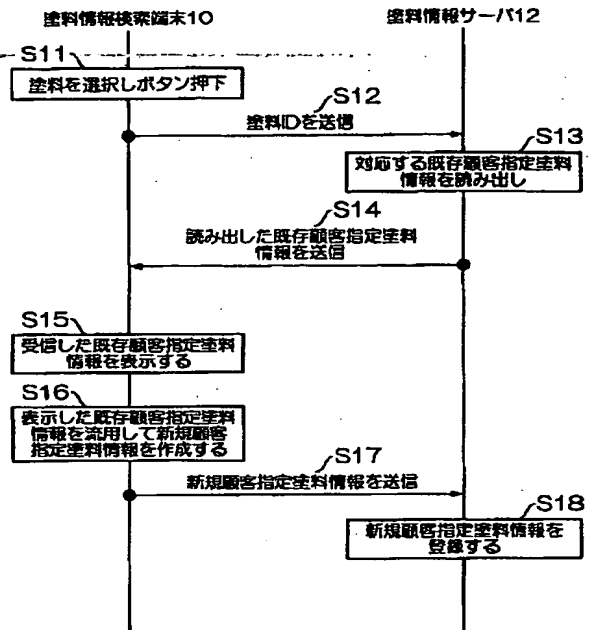 塗料情報検索端末10
塗料情報サーバ12
S11
塗料を選択しボタン押下
S12
塗料IDを送信
S13
対応する既存顧客指定塗料
情報を読み出し
S14
読み出した既存顧客指定塗料
情報を送信
S15
受信した既存顧客指定塗料
情報を表示する
S16
表示した既存顧客指定塗料
情報を流用して新規顧客
指定塗料情報を作成する
S17
新規顧客指定塗料情報を送信
S18
新規顧客指定塗料情報を
登録する